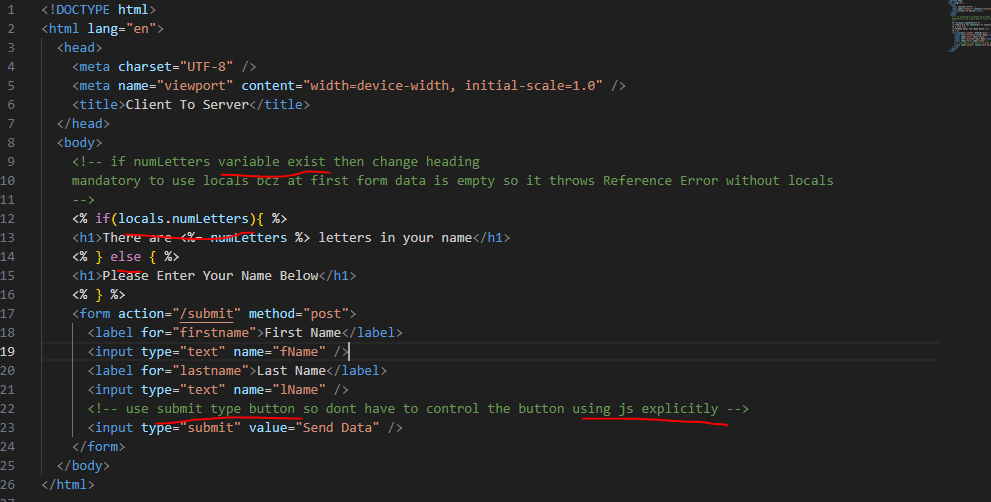 1 <!DOCTYPE html>
2 <html lang="en">
3 <head>
4 <meta charset="UTF-8" />
5 <meta name="viewport" content="width=device-width, initial-scale=1.0" />
6 <title>Client To Server</title>
7 </head>
8 <body>
9 <!-- if numLetters variable exist then change heading
10 mandatory to use locals bcz at first form data is empty so it throws Reference Error without locals
11 -->
12 <% if(locals.numLetters){ %>
13 <h1>There are <%= numLetters %> letters in your name</h1>
14 <% } else { %>
15 <h1>Please Enter Your Name Below</h1>
16 <% } %>
17 <form action="/submit" method="post">
18 <label for="firstname">First Name</label>
19 <input type="text" name="fName" />
20 <label for="lastname">Last Name</label>
21 <input type="text" name="lName" />
22 <!-- use submit type button so dont have to control the button using js explicitly -->
23 <input type="submit" value="Send Data" />
24 </form>
25 </body>
26 </html>
27